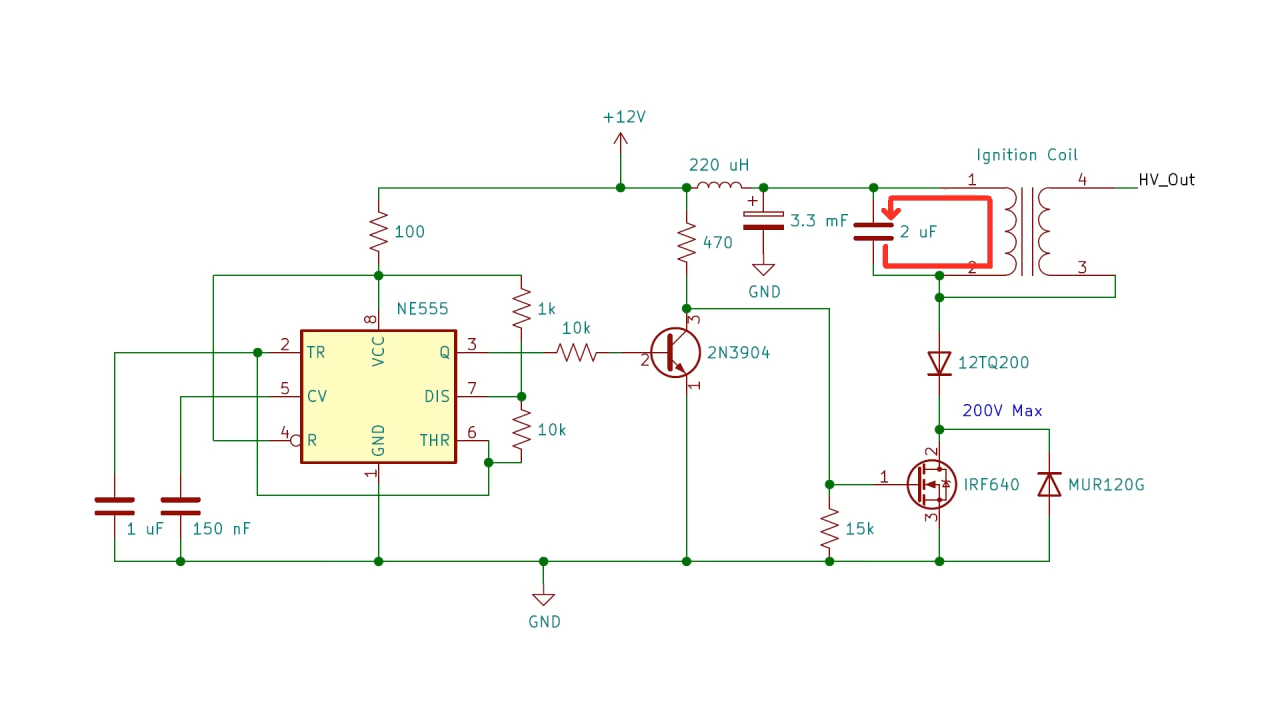 +12V
220 uH
Ignition Coil
1
4
HV_Out
+
100
470
3.3 mF
2 uF
GND
2
3
NE555
8
1k
10k
3
2
TR
VCC
Q
3
2
2N3904
1
12TQ200
5
CV
DIS
7
200V Max
4
R
GND
THR
6
10k
2
1
1
IRF640
MUR120G
3
1 uF
150 nF
15k
GND